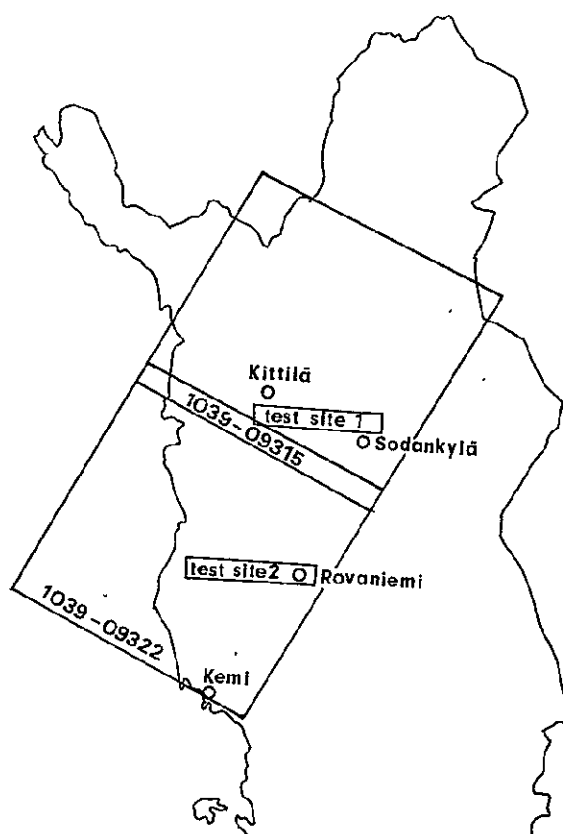 Kittilä
test site 1
1039-09315
Sodankylä
test site2
Rovaniemi
1039-09322
Kemi